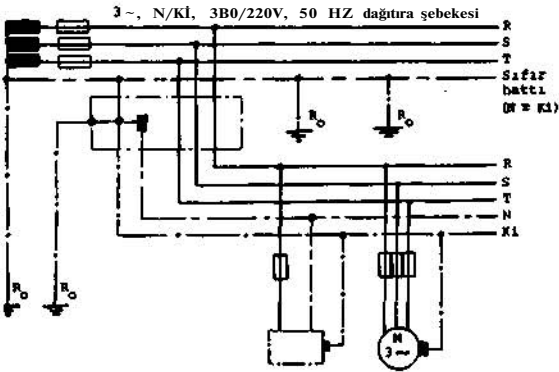 3 ~, N/Kİ, 3B0/220V, 50 HZ dağıtıra şebekesi
R
S
T
Sıfır
hattı
(N = Ki)
R₀
R₀
R
S
T
N
Ki
R₀
R₀
M
3 ~